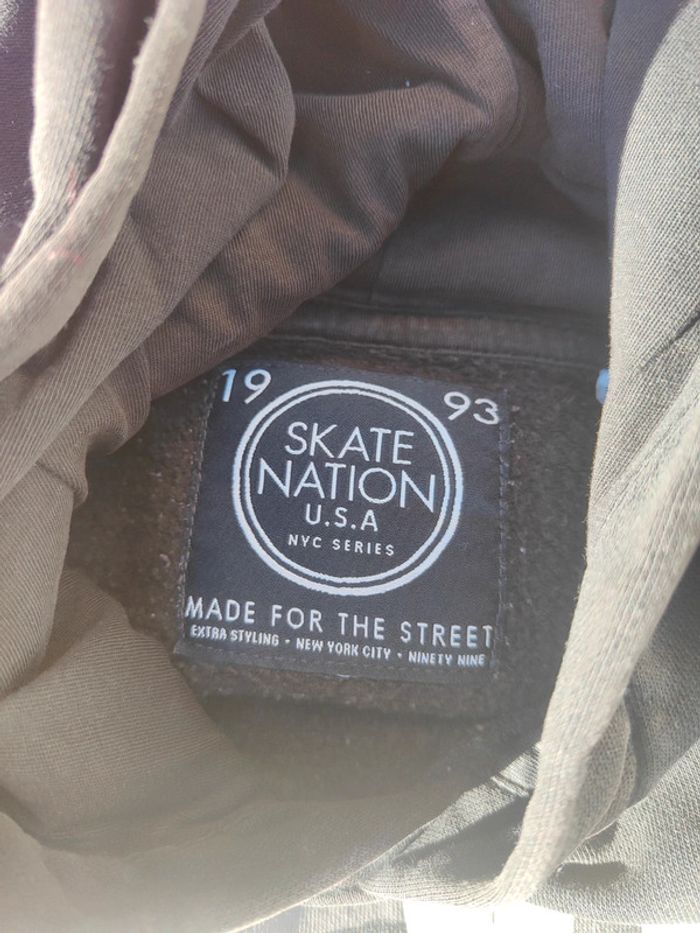 19 93
SKATE
NATION
U.S.A
NYC SERIES
MADE FOR THE STREET
EXTRA STYLING • NEW YORK CITY • NINETY NINE